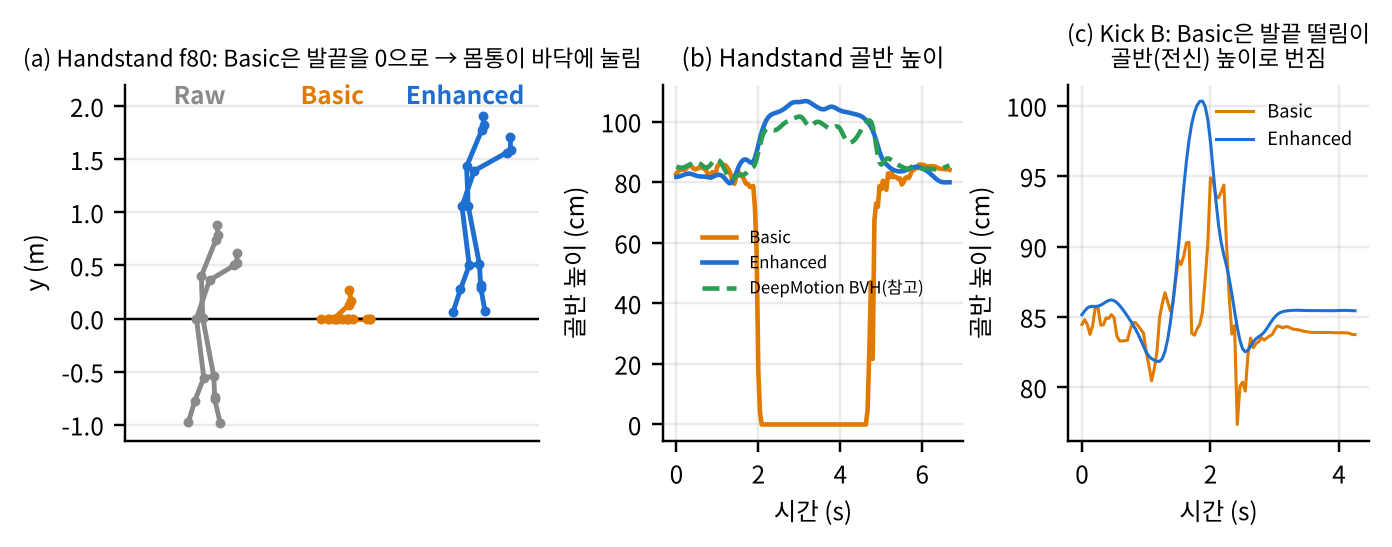 (a) Handstand f80: Basic은 발끝을 0으로 → 몸통이 바닥에 눌림
Raw
Basic
Enhanced
2.0
1.5
1.0
0.5
0.0
-0.5
-1.0
y (m)
(b) Handstand 골반 높이
100
80
60
40
20
0
골반 높이 (cm)
Basic
Enhanced
DeepMotion BVH(참고)
0
2
4
6
시간 (s)
(c) Kick B: Basic은 발끝 떨림이
골반(전신) 높이로 번짐
100
95
90
85
80
골반 높이 (cm)
Basic
Enhanced
0
2
4
시간 (s)